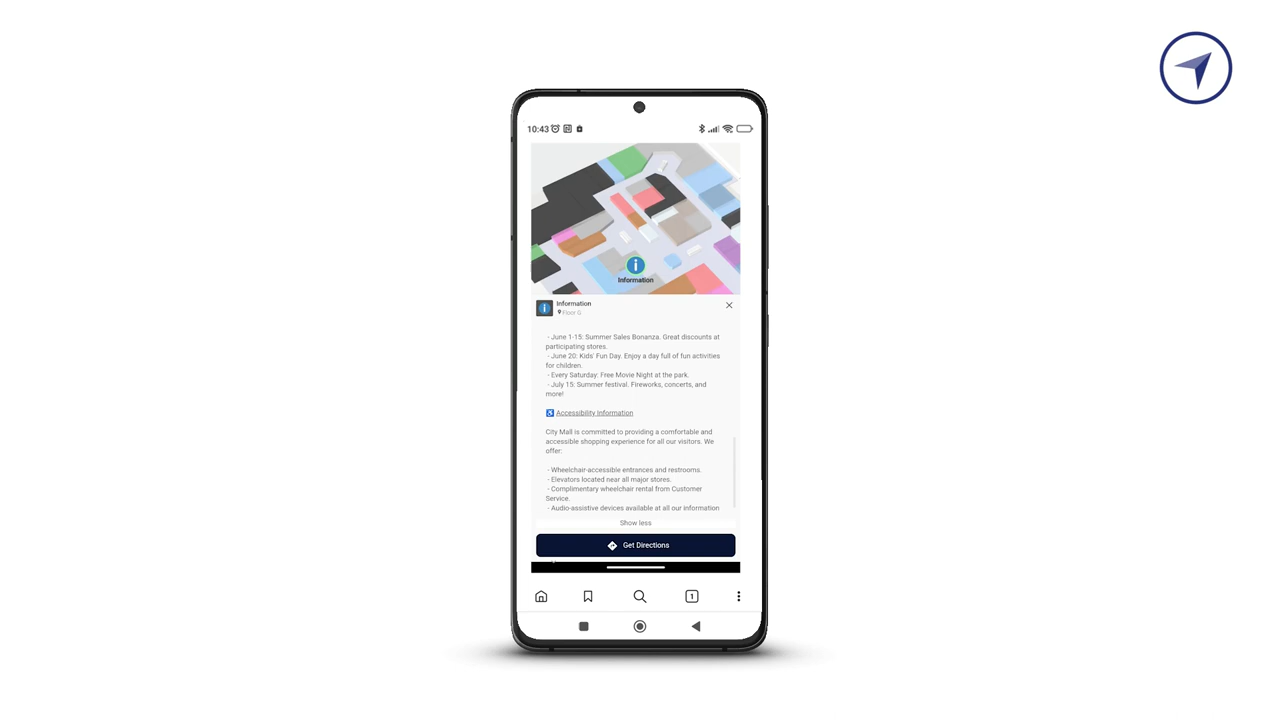 10:43
Information
Information
Floor G
- June 1-15: Summer Sales Bonanza. Great discounts at
participating stores.
- June 20: Kids' Fun Day. Enjoy a day full of fun activities
for children.
- Every Saturday: Free Movie Night at the park.
- July 15: Summer festival. Fireworks, concerts, and
more!
♿ Accessibility Information
City Mall is committed to providing a comfortable and
accessible shopping experience for all our visitors. We
offer:
- Wheelchair-accessible entrances and restrooms.
- Elevators located near all major stores.
- Complimentary wheelchair rental from Customer
Service.
- Audio-assistive devices available at all our information
Show less
Get Directions
1